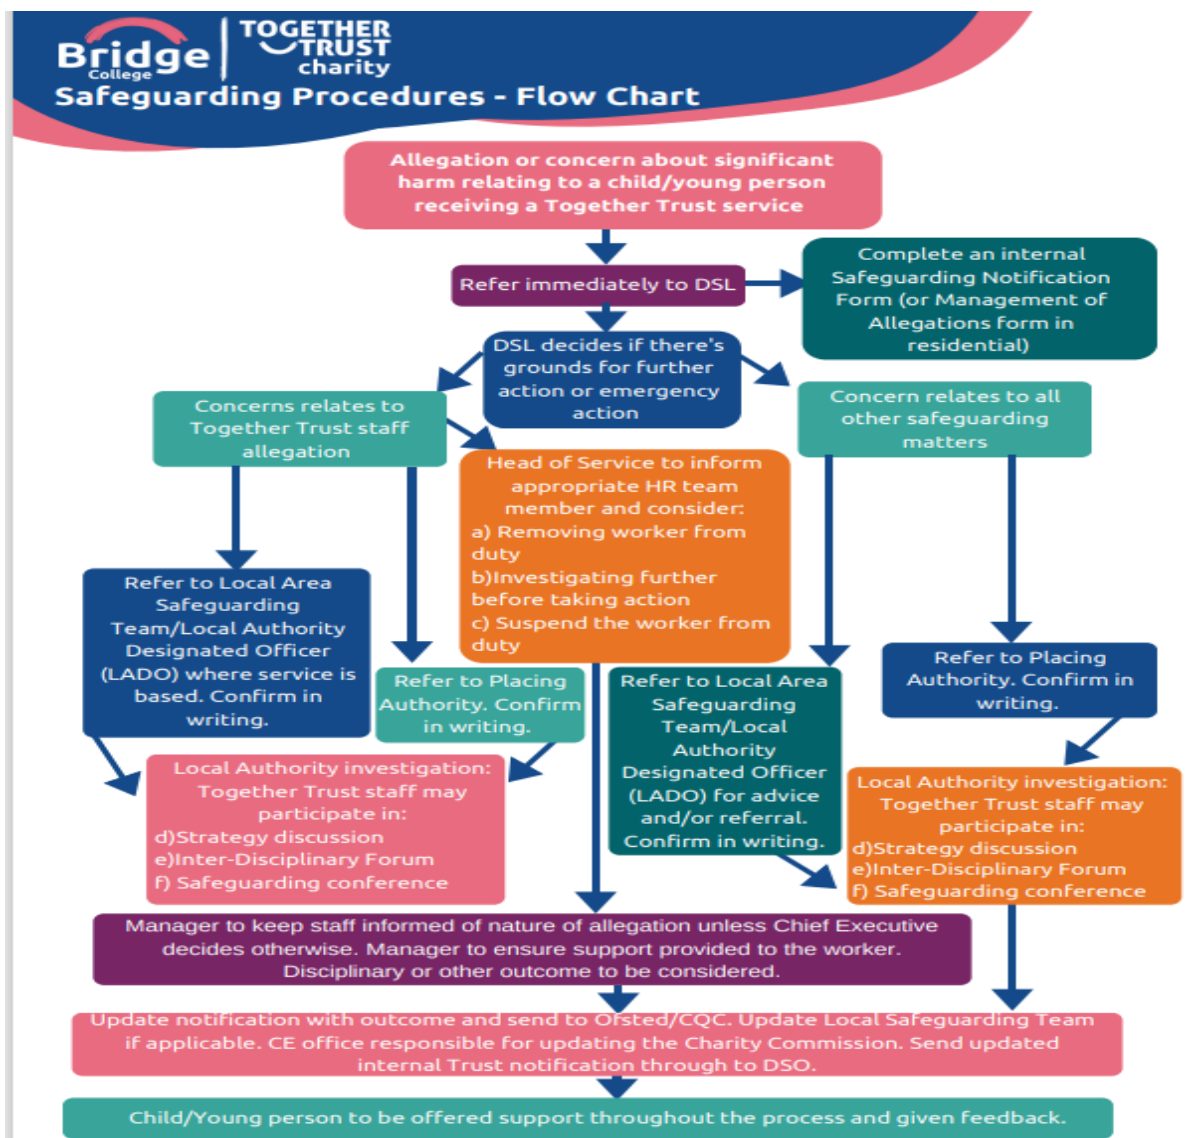 Bridge
College
TOGETHER
TRUST
charity
Safeguarding Procedures - Flow Chart
Allegation or concern about significant
harm relating to a child/young person
receiving a Together Trust service
Refer immediately to DSL
Complete an internal
Safeguarding Notification
Form (or Management of
Allegations form in
residential)
DSL decides if there's
grounds for further
action or emergency
action
Concerns relates to
Together Trust staff
allegation
Concern relates to all
other safeguarding
matters
Head of Service to inform
appropriate HR team
member and consider:
a) Removing worker from
duty
b)Investigating further
before taking action
c) Suspend the worker from
duty
Refer to Local Area
Safeguarding
Team/Local Authority
Designated Officer
(LADO) where service is
based. Confirm in
writing.
Refer to Placing
Authority. Confirm
in writing.
Refer to Local Area
Safeguarding
Team/Local
Authority
Designated Officer
(LADO) for advice
and/or referral.
Confirm in writing.
Refer to Placing
Authority. Confirm in
writing.
Local Authority investigation:
Together Trust staff may
participate in:
d)Strategy discussion
e)Inter-Disciplinary Forum
f) Safeguarding conference
Local Authority investigation:
Together Trust staff may
participate in:
d)Strategy discussion
e)Inter-Disciplinary Forum
f) Safeguarding conference
Manager to keep staff informed of nature of allegation unless Chief Executive
decides otherwise. Manager to ensure support provided to the worker.
Disciplinary or other outcome to be considered.
Update notification with outcome and send to Ofsted/CQC. Update Local Safeguarding Team
if applicable. CE office responsible for updating the Charity Commission. Send updated
internal Trust notification through to DSO.
Child/Young person to be offered support throughout the process and given feedback.